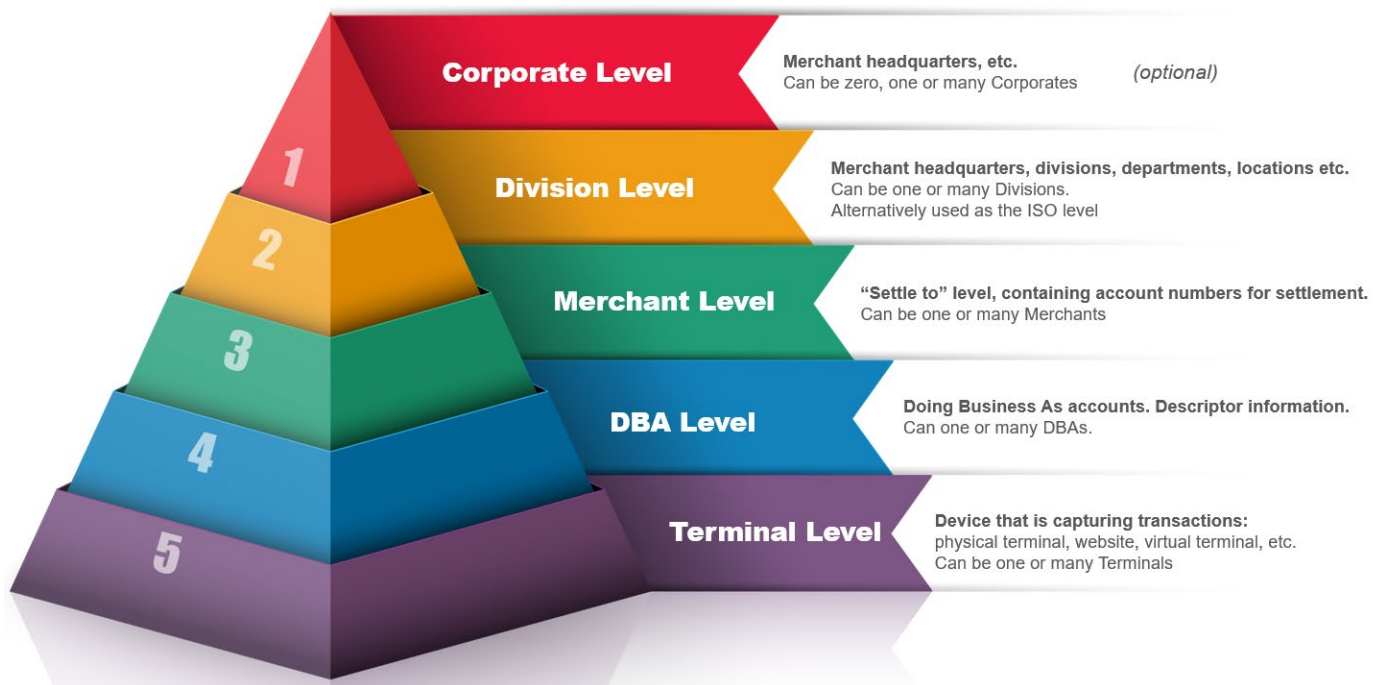 1
Corporate Level
Merchant headquarters, etc.
Can be zero, one or many Corporates
(optional)
2
Division Level
Merchant headquarters, divisions, departments, locations etc.
Can be one or many Divisions.
Alternatively used as the ISO level
3
Merchant Level
“Settle to” level, containing account numbers for settlement.
Can be one or many Merchants
4
DBA Level
Doing Business As accounts. Descriptor information.
Can one or many DBAs.
5
Terminal Level
Device that is capturing transactions:
physical terminal, website, virtual terminal, etc.
Can be one or many Terminals